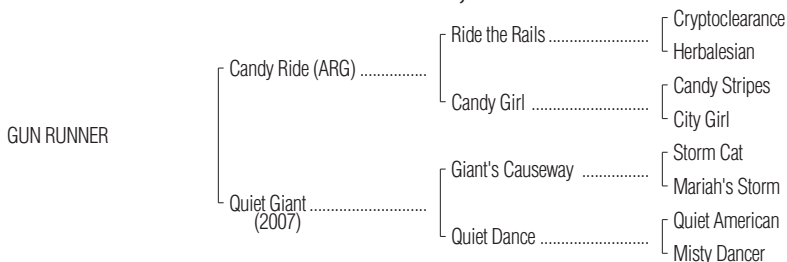 Cryptoclearance
Ride the Rails ........................
Herbalesian
Candy Ride (ARG) ................
Candy Stripes
Candy Girl ............................
City Girl
GUN RUNNER
Storm Cat
Giant's Causeway ................
Mariah's Storm
Quiet Giant ............................
(2007)
Quiet American
Quiet Dance ..........................
Misty Dancer